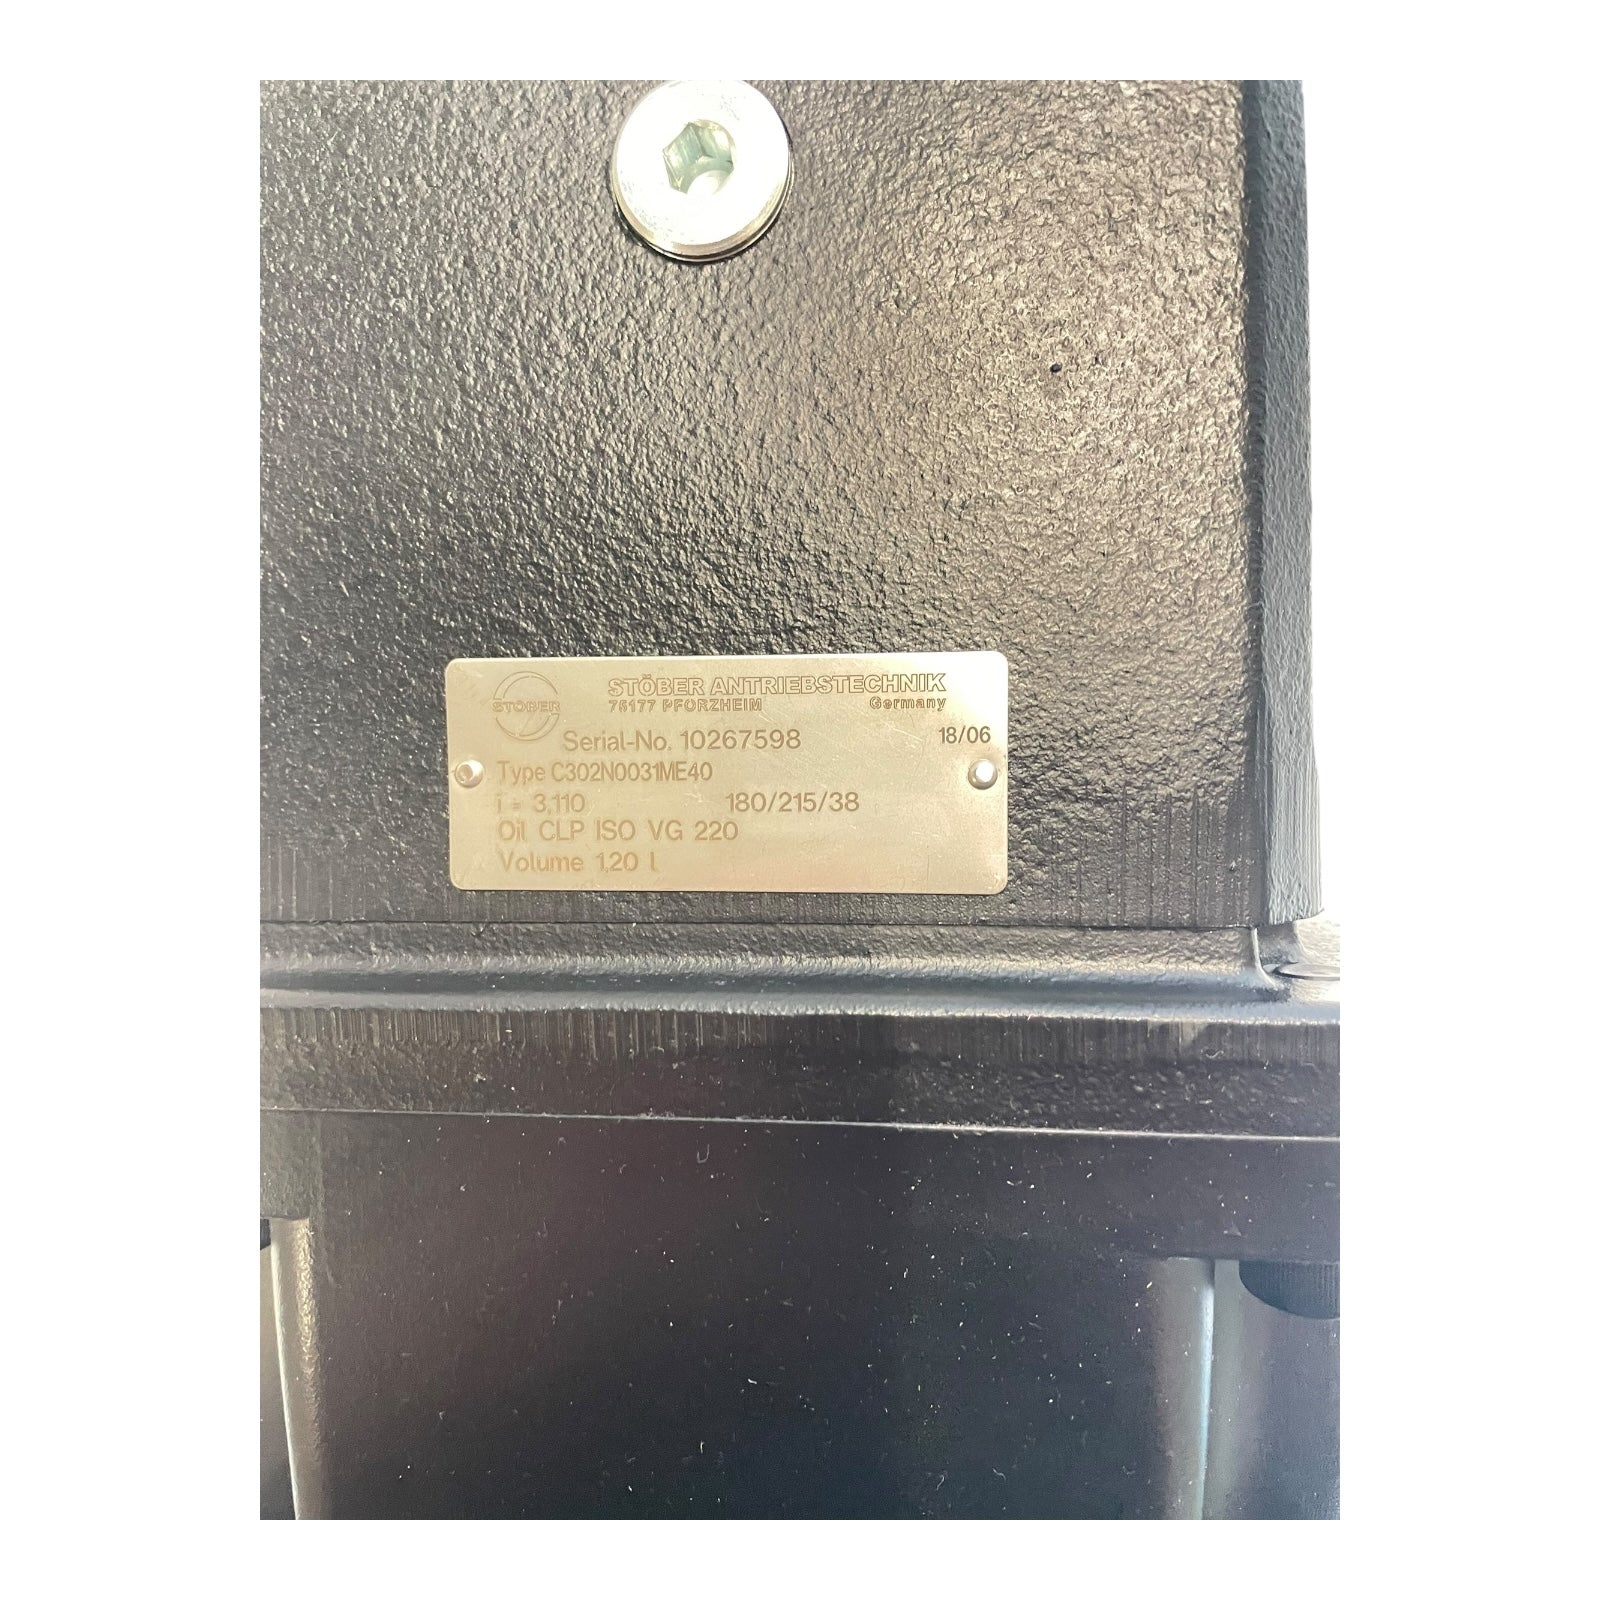 STÖBER
STÖBER ANTRIEBSTECHNIK
75177 PFORZHEIM Germany
Serial-No. 10267598 18/06
Type C302N0031ME40
i = 3,110 180/215/38
Oil CLP ISO VG 220
Volume 1,20 l